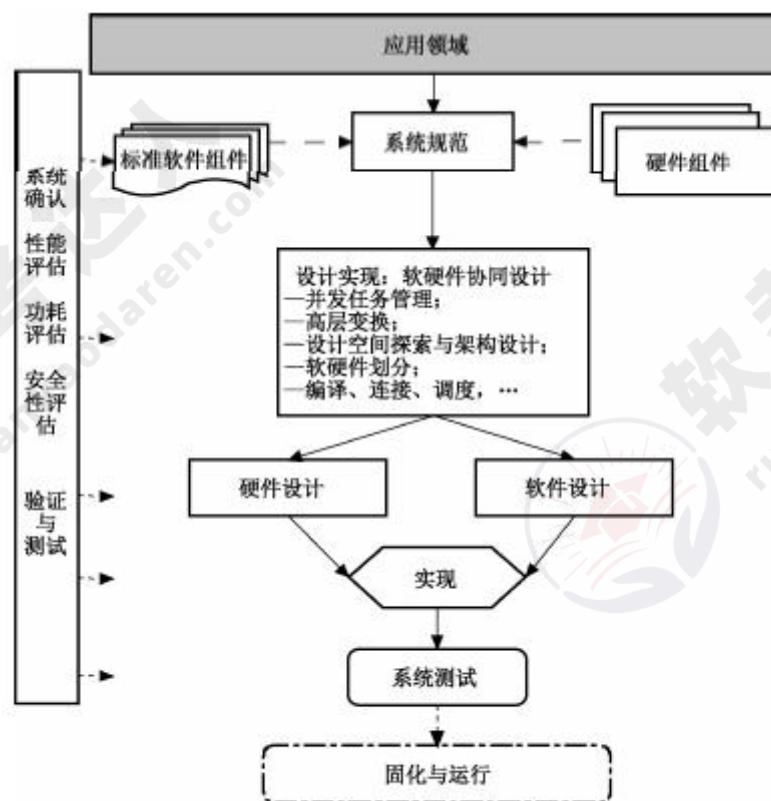 应用领域
系统规范
标准软件组件
硬件组件
系统
确认
性能
评估
功耗
评估
安全
性评
估
验证
与
测试
设计实现：软硬件协同设计
—并发任务管理；
—高层变换；
—设计空间探索与架构设计；
—软硬件划分；
—编译、连接、调度，…
硬件设计
软件设计
实现
系统测试
固化与运行